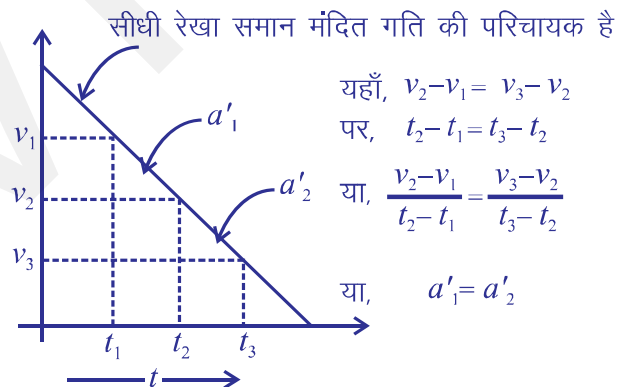 सीधी रेखा समान मंदित गति की परिचायक है
यहाँ, v₂–v₁ = v₃– v₂
पर, t₂– t₁ = t₃– t₂
या, (v₂–v₁)/(t₂– t₁) = (v₃–v₂)/(t₃– t₂)
या, a′₁= a′₂
a′₁
a′₂
v₁
v₂
v₃
t₁ t₂ t₃
t